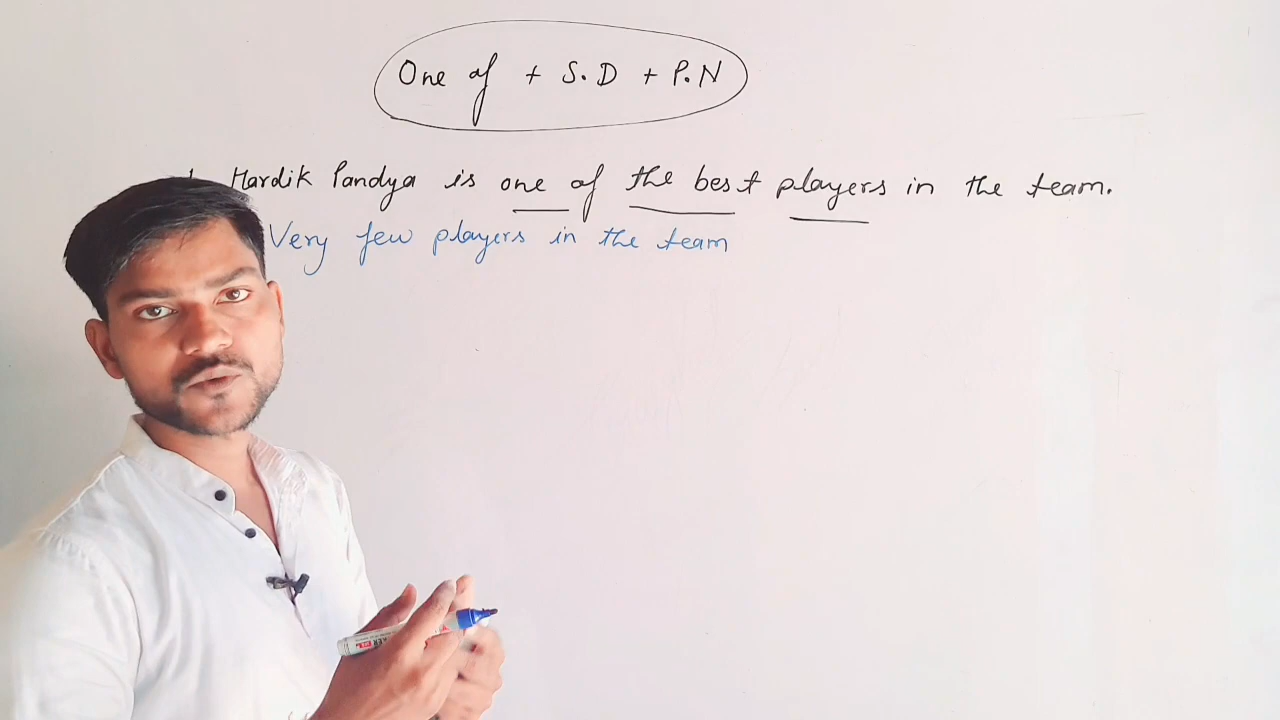 One of + S.D + P.N
Hardik Pandya is one of the best players in the team.
Very few players in the team